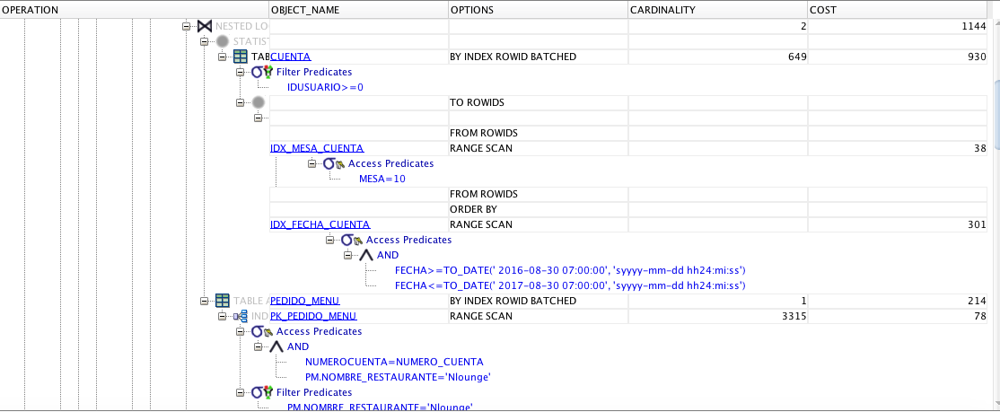 OPERATION OBJECT_NAME OPTIONS CARDINALITY COST
NESTED LO 2 1144
STATIS
TAB CUENTA BY INDEX ROWID BATCHED 649 930
Filter Predicates
IDUSUARIO>=0
TO ROWIDS
FROM ROWIDS
IDX_MESA_CUENTA RANGE SCAN 38
Access Predicates
MESA=10
FROM ROWIDS
ORDER BY
IDX_FECHA_CUENTA RANGE SCAN 301
Access Predicates
AND
FECHA>=TO_DATE(' 2016-08-30 07:00:00', 'syyyy-mm-dd hh24:mi:ss')
FECHA<=TO_DATE(' 2017-08-30 07:00:00', 'syyyy-mm-dd hh24:mi:ss')
TABLE A PEDIDO_MENU BY INDEX ROWID BATCHED 1 214
IND PK_PEDIDO_MENU RANGE SCAN 3315 78
Access Predicates
AND
NUMEROCUENTA=NUMERO_CUENTA
PM.NOMBRE_RESTAURANTE='Nlounge'
Filter Predicates
PM.NOMBRE_RESTAURANTE='Nlounge'